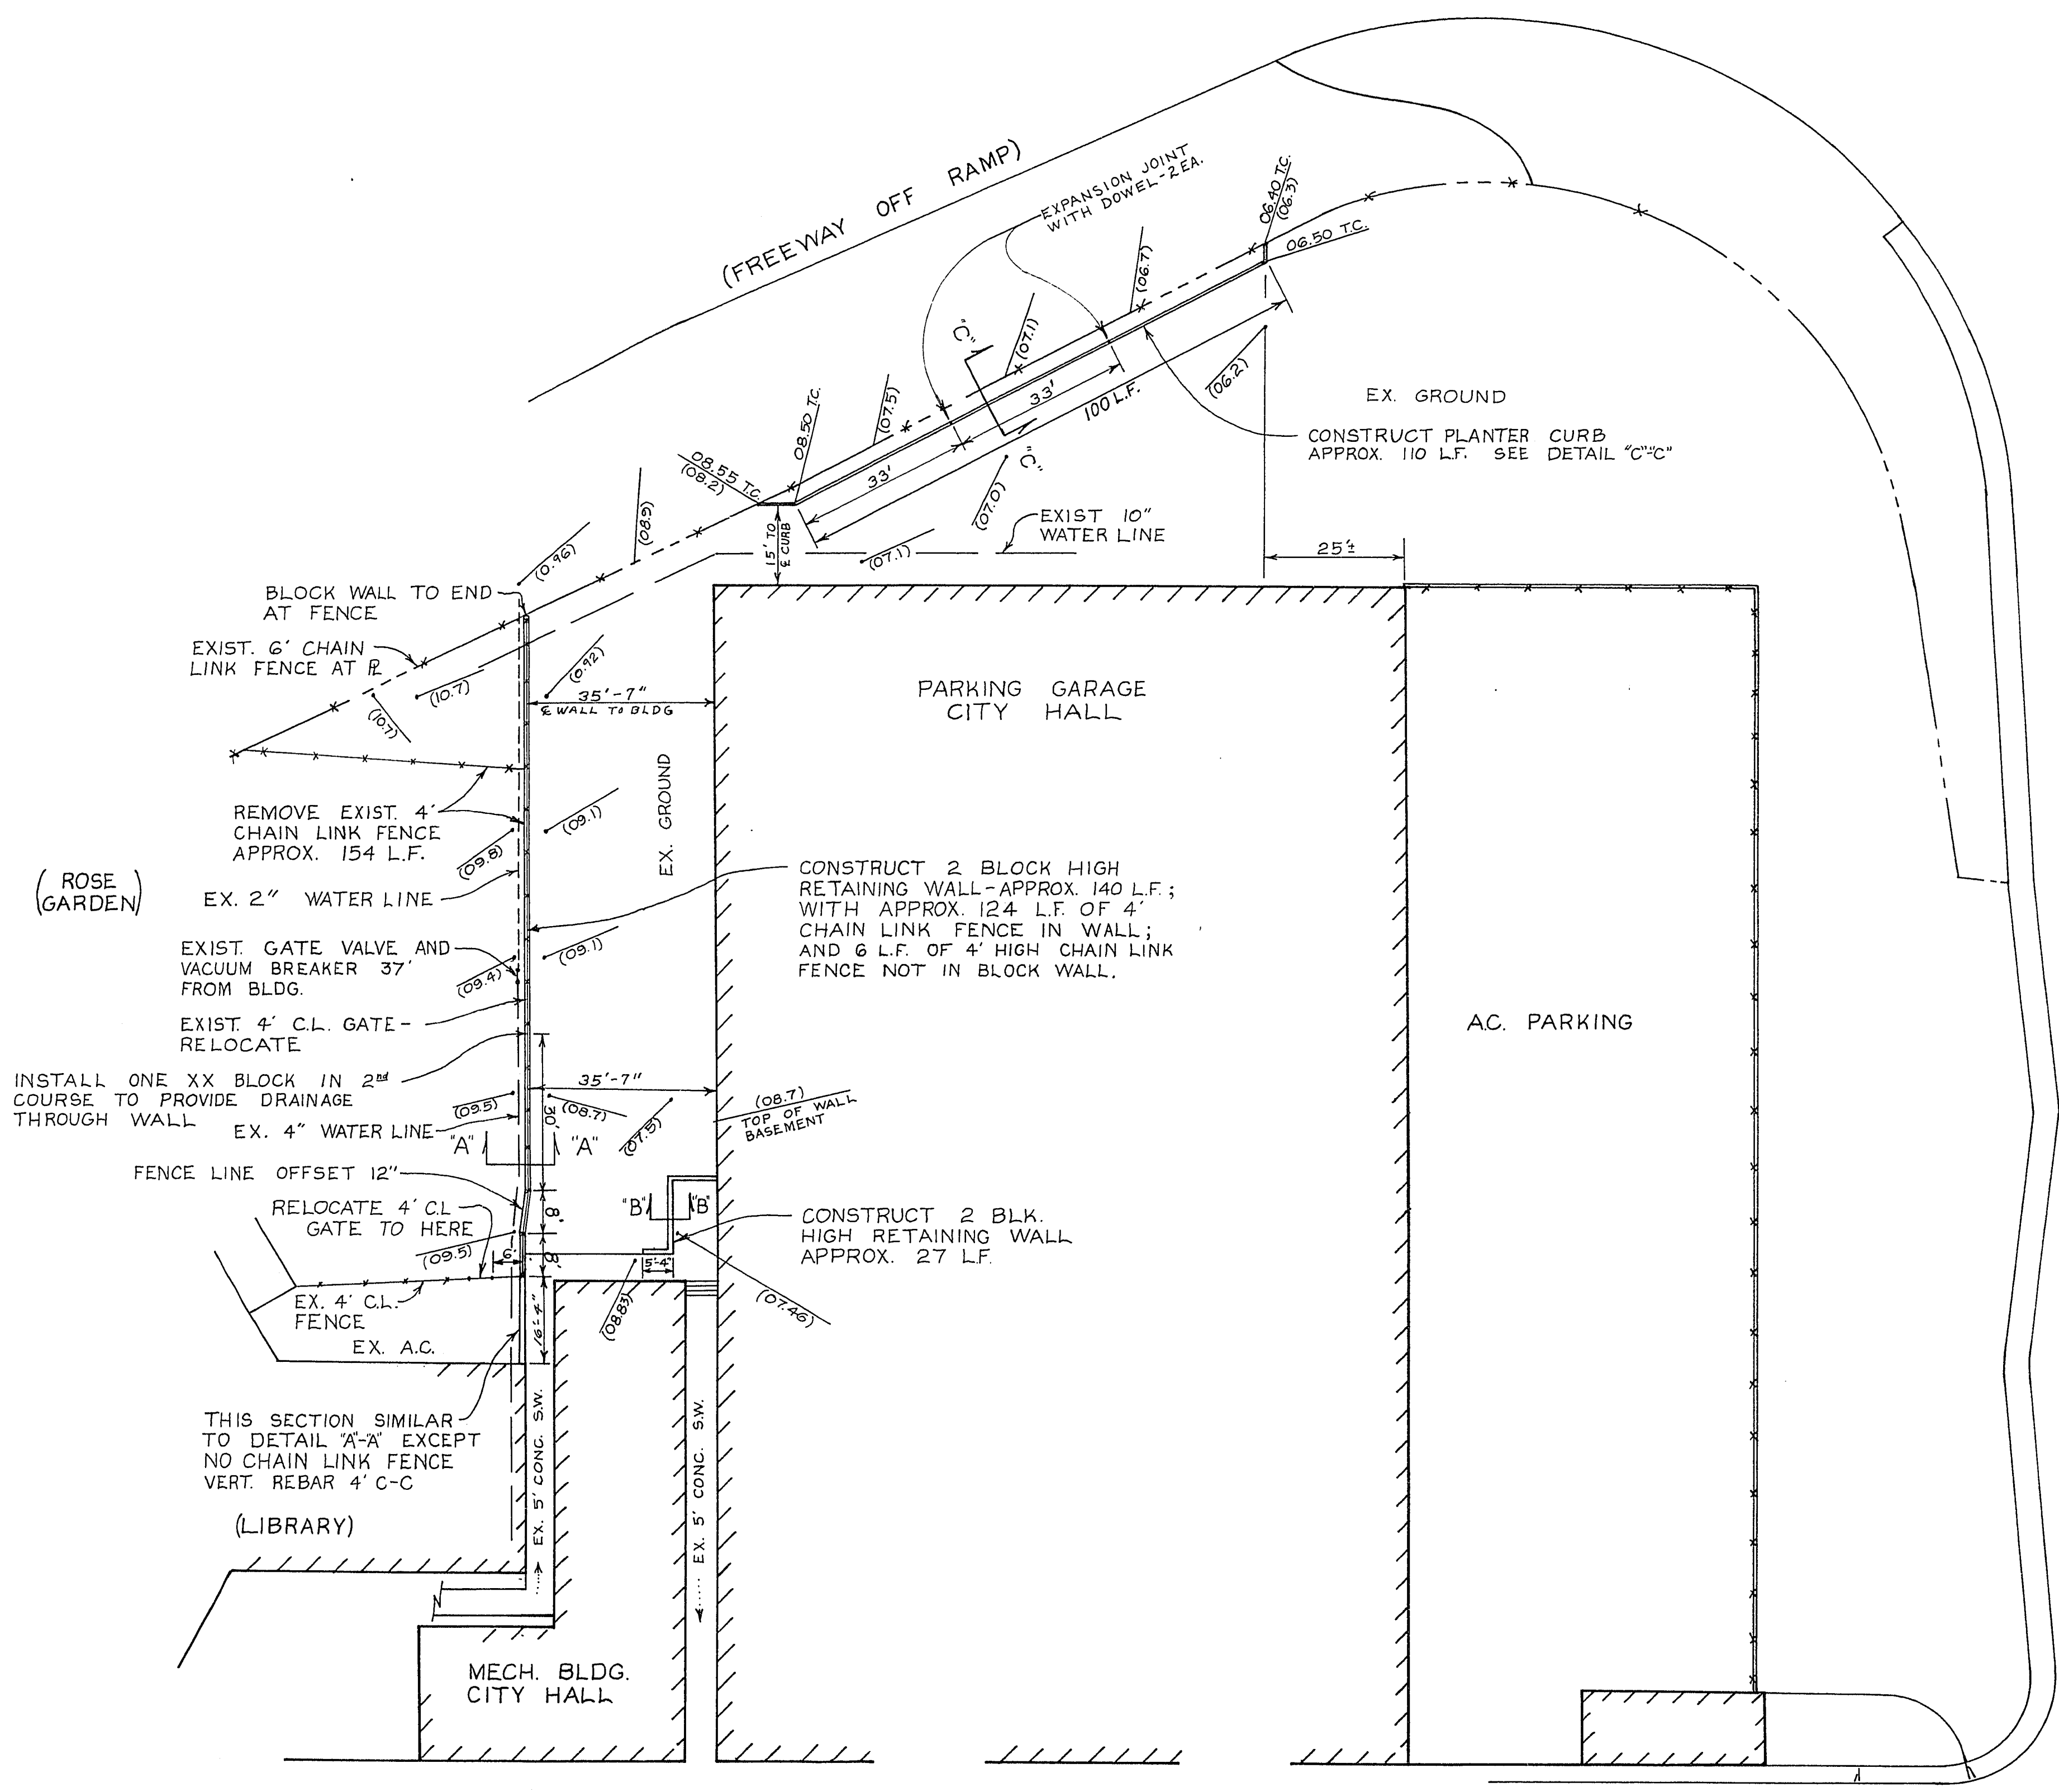 (FREEWAY OFF RAMP)
EXPANSION JOINT
WITH DOWEL-2EA.
06.40 T.C.
(06.3)
06.50 T.C.
(06.7)
(07.1)
"C"
(07.5)
08.50 T.C.
08.55 T.C.
(08.2)
(08.9)
33'
33'
100 L.F.
(06.2)
"C"
(07.0)
(07.1)
EX. GROUND
CONSTRUCT PLANTER CURB
APPROX. 110 L.F. SEE DETAIL "C"-"C"
EXIST 10"
WATER LINE
15' TO
℄ CURB
25'±
(0.96)
BLOCK WALL TO END
AT FENCE
EXIST. 6' CHAIN
LINK FENCE AT ⅊
(10.7)
(10.7)
(0.92)
35'-7"
℄ WALL TO BLDG
PARKING GARAGE
CITY HALL
EX. GROUND
REMOVE EXIST. 4'
CHAIN LINK FENCE
APPROX. 154 L.F.
(09.1)
(09.8)
(ROSE
GARDEN)
EX. 2" WATER LINE
CONSTRUCT 2 BLOCK HIGH
RETAINING WALL-APPROX. 140 L.F.;
WITH APPROX. 124 L.F. OF 4'
CHAIN LINK FENCE IN WALL;
AND 6 L.F. OF 4' HIGH CHAIN LINK
FENCE NOT IN BLOCK WALL.
EXIST. GATE VALVE AND
VACUUM BREAKER 37'
FROM BLDG.
(09.4)
(09.1)
EXIST. 4' C.L. GATE-
RELOCATE
A.C. PARKING
INSTALL ONE XX BLOCK IN 2nd
COURSE TO PROVIDE DRAINAGE
THROUGH WALL
35'-7"
(09.5)
30'
(08.7)
(07.5)
(08.7)
TOP OF WALL
BASEMENT
EX. 4" WATER LINE
"A"
"A"
FENCE LINE OFFSET 12"
RELOCATE 4' C.L
GATE TO HERE
(09.5)
6'
8'
8'
"B"
"B"
CONSTRUCT 2 BLK.
HIGH RETAINING WALL
APPROX. 27 L.F.
5'-4"
(08.83)
(07.46)
EX. 4' C.L.
FENCE
16'-4"
EX. A.C.
THIS SECTION SIMILAR
TO DETAIL "A"-"A" EXCEPT
NO CHAIN LINK FENCE
VERT. REBAR 4' C-C
EX. 5' CONC. S.W.
EX. 5' CONC. S.W.
(LIBRARY)
MECH. BLDG.
CITY HALL